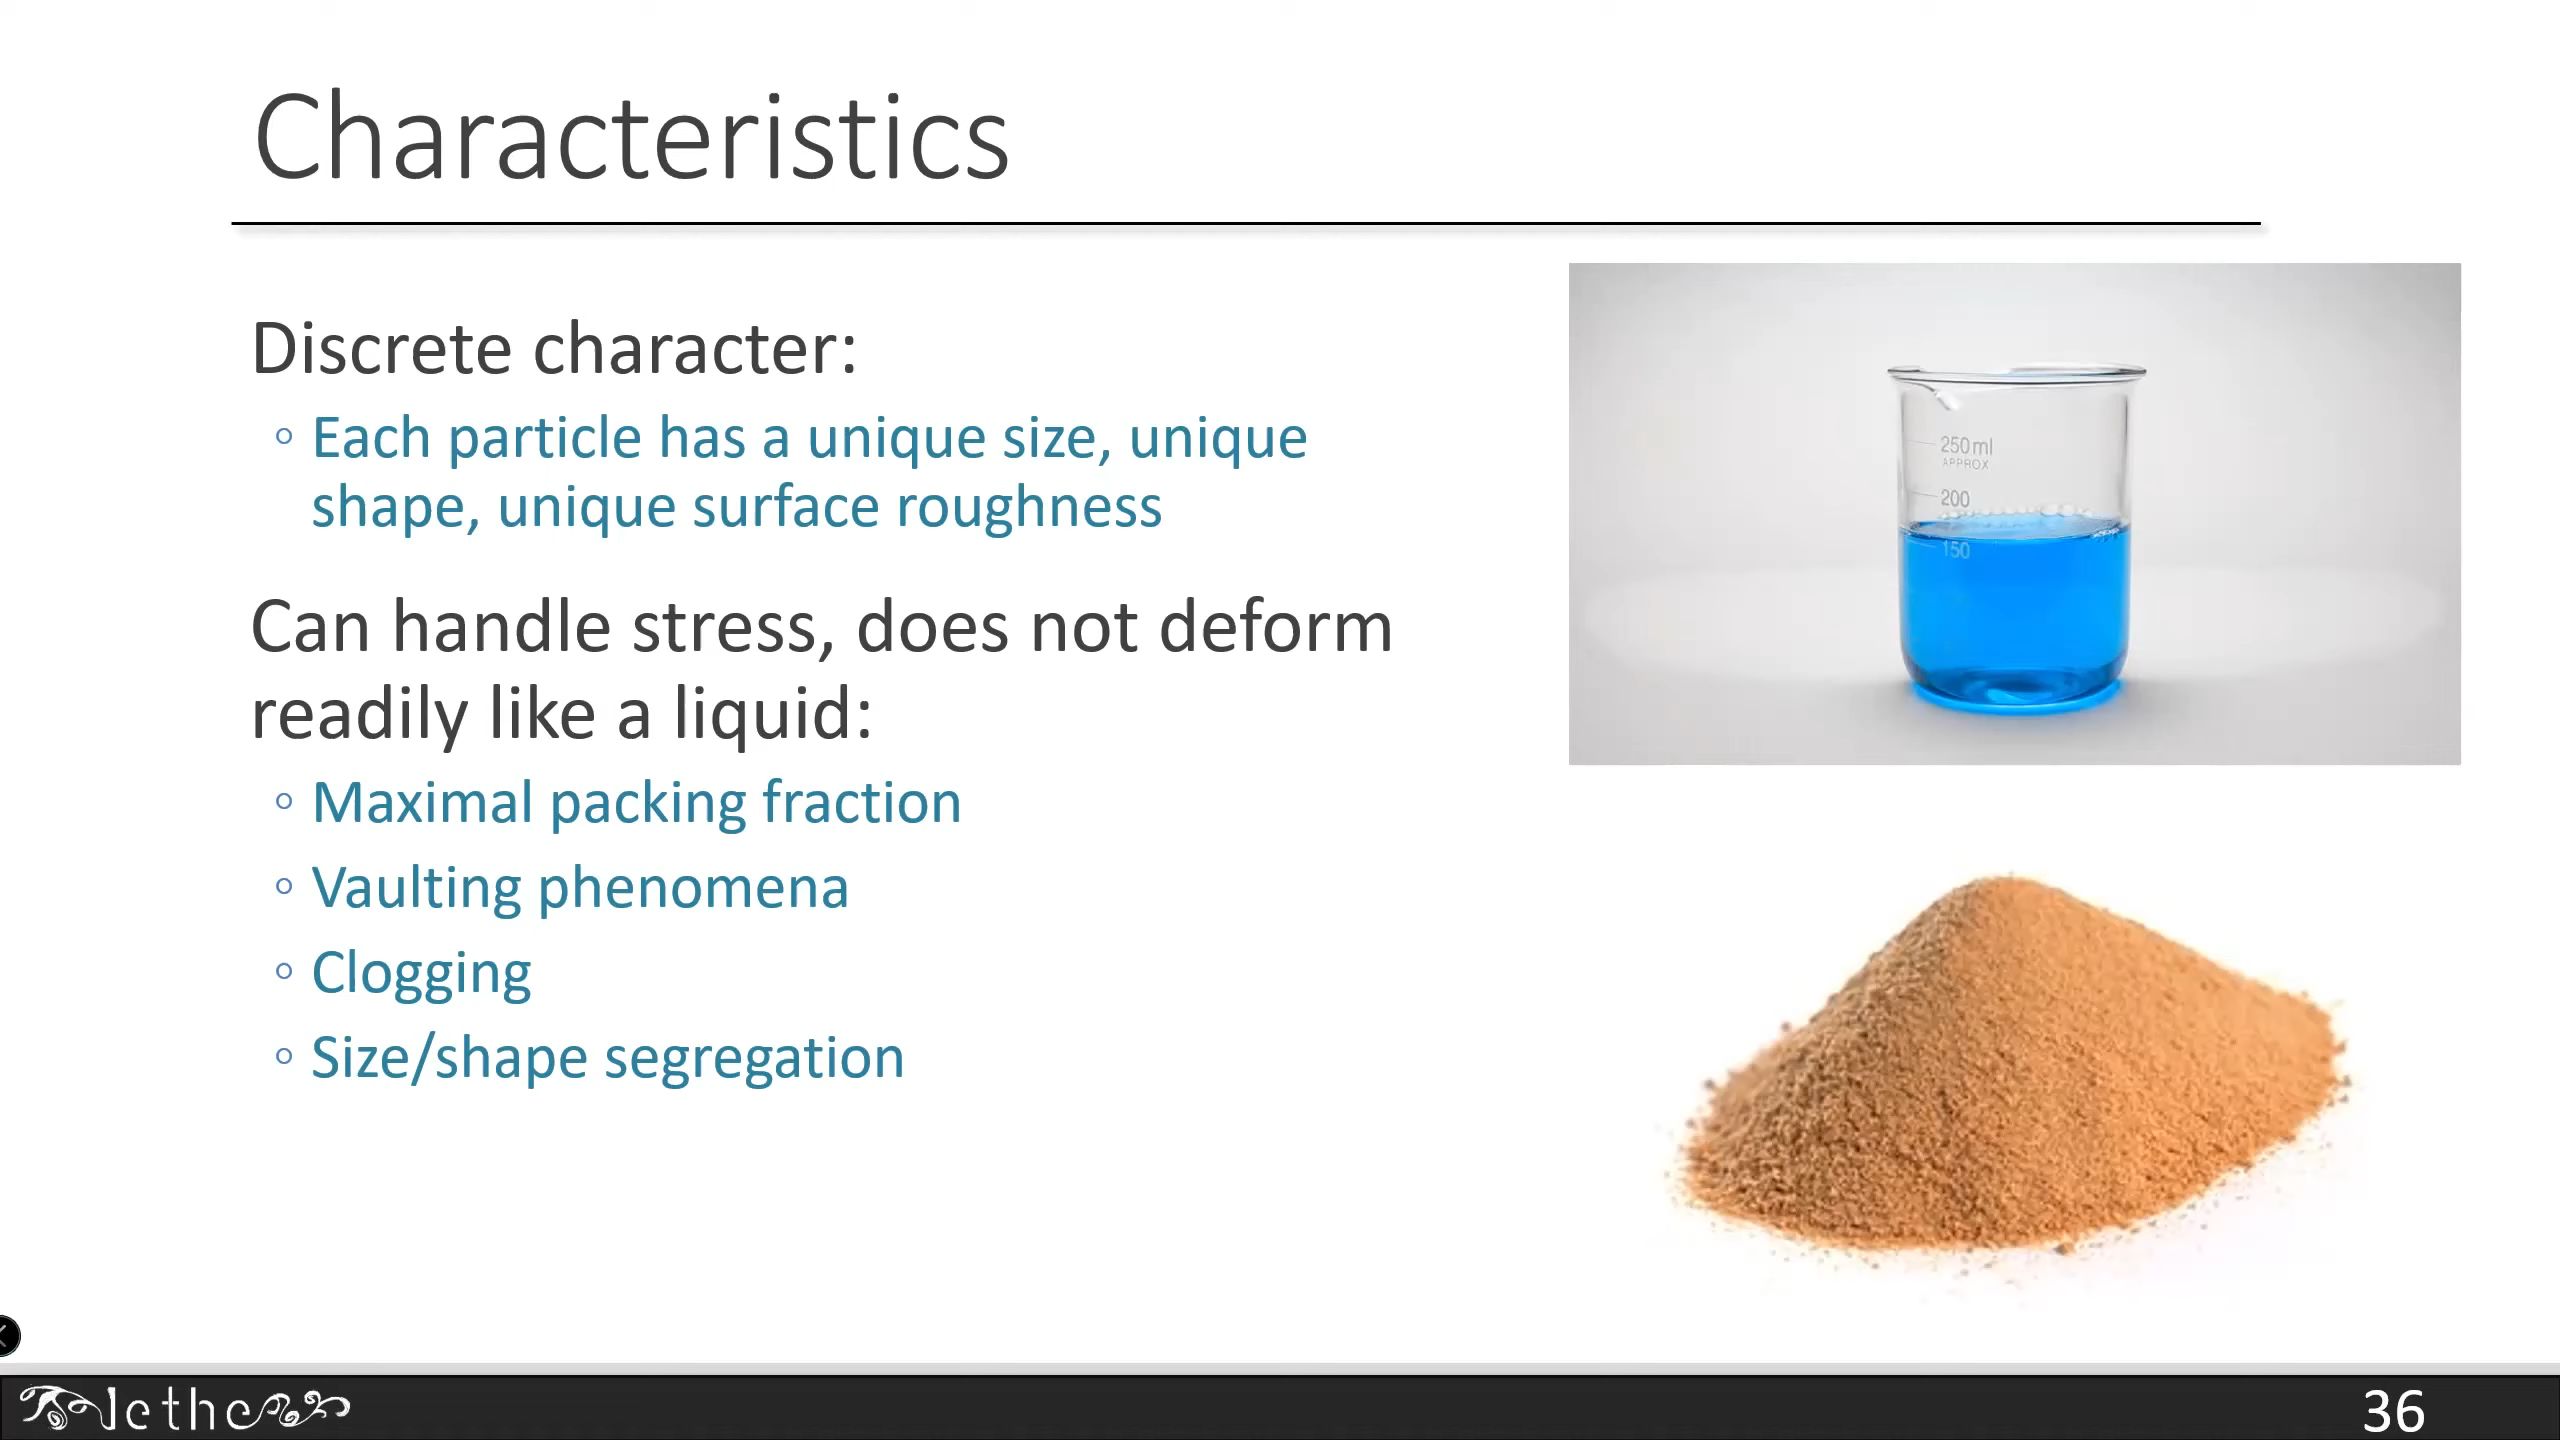 Characteristics
Discrete character:
◦ Each particle has a unique size, unique
shape, unique surface roughness
Can handle stress, does not deform
readily like a liquid:
◦ Maximal packing fraction
◦ Vaulting phenomena
◦ Clogging
◦ Size/shape segregation
250 ml
APPROX
200
150
lethe
36